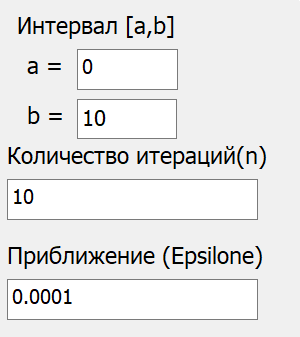 Интервал [a,b]
a = 0
b = 10
Количество итераций(n)
10
Приближение (Epsilone)
0.0001